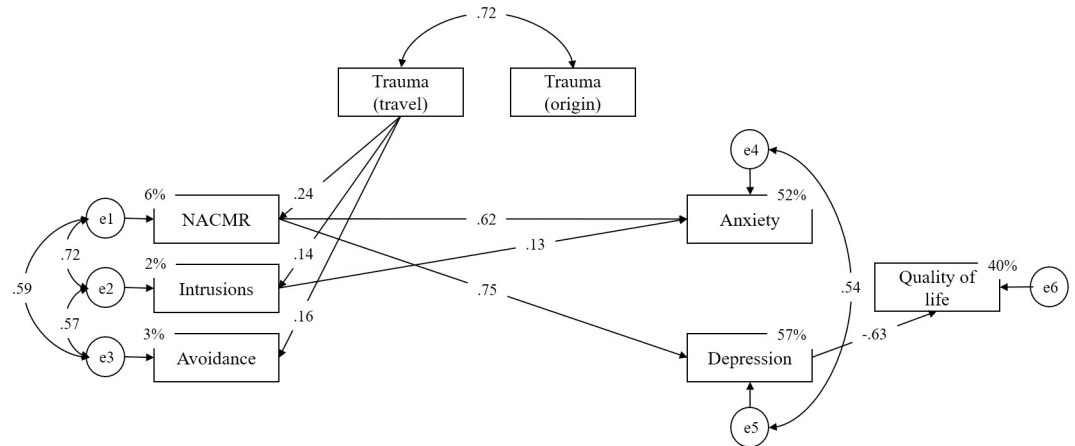 .72
Trauma
(travel)
Trauma
(origin)
e4
6%
.24
52%
e1
NACMR
.62
Anxiety
.13
.72
.14
2%
.59
e2
Intrusions
.75
.54
Quality of
life
40%
e6
.57
.16
3%
57%
-.63
e3
Avoidance
Depression
e5